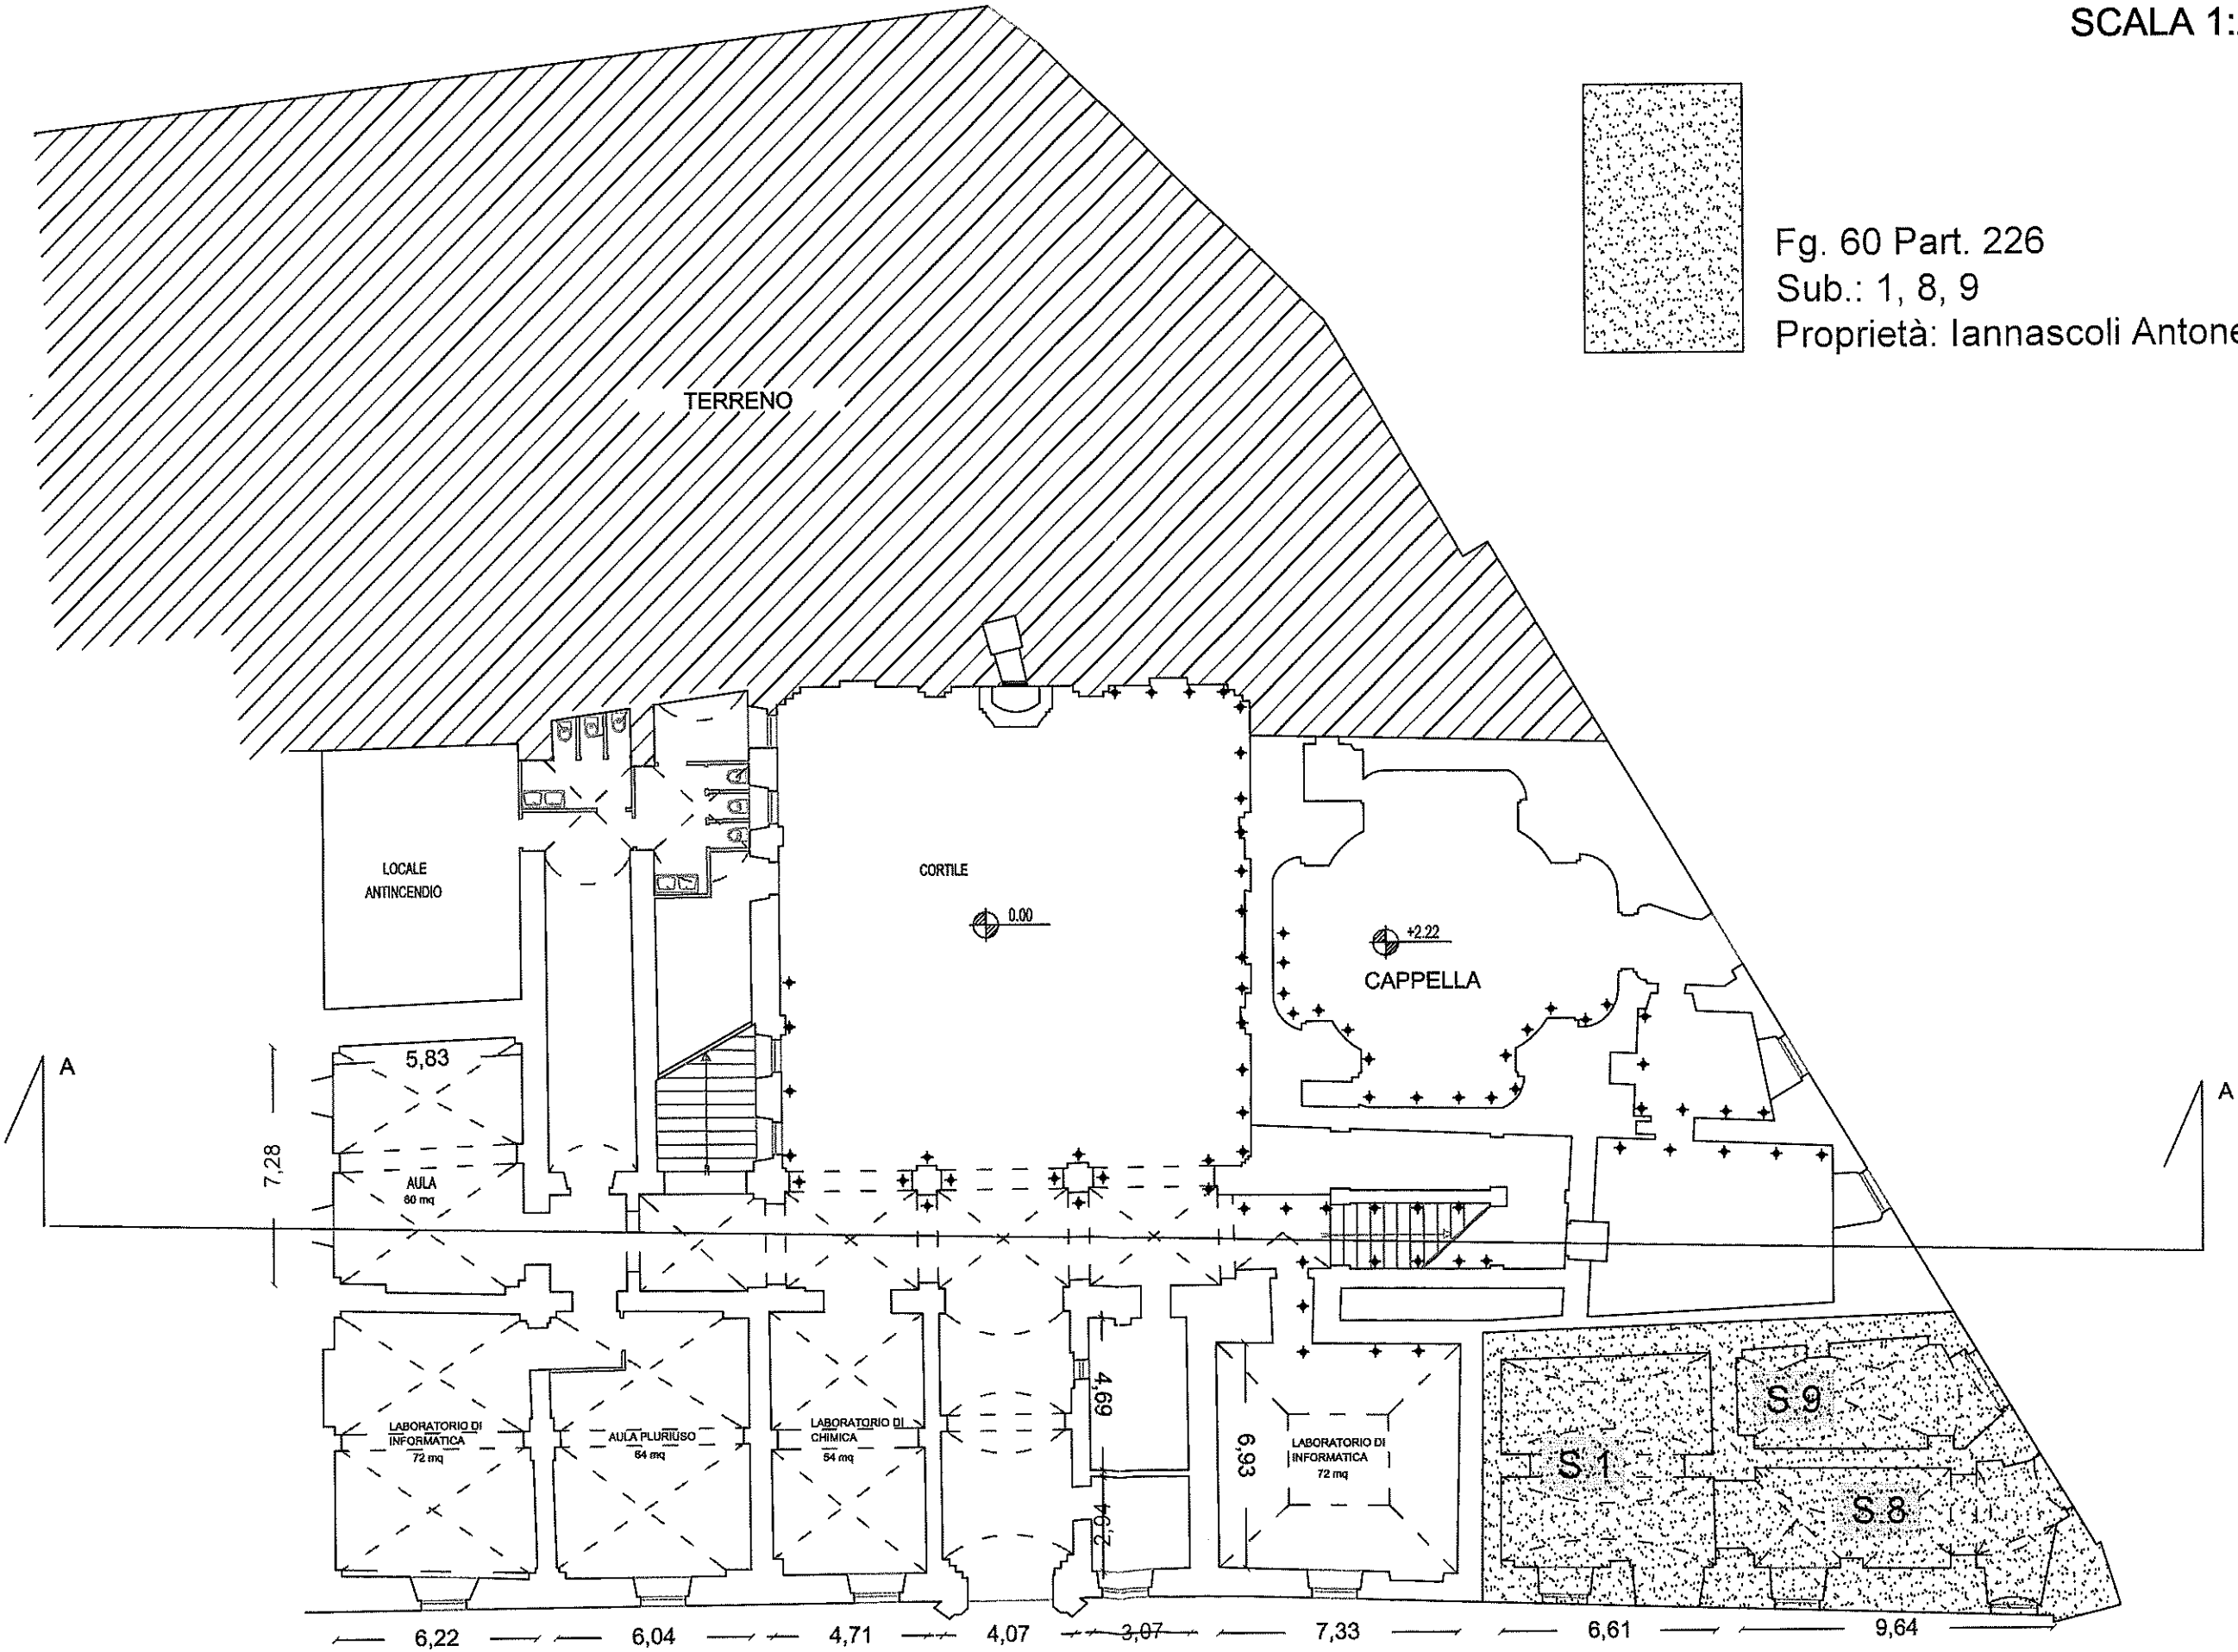 SCALA 1:
Fg. 60 Part. 226
Sub.: 1, 8, 9
Proprietà: Iannascoli Antone
TERRENO
LOCALE
ANTINCENDIO
CORTILE
0.00
+2.22
CAPPELLA
A
A
5,83
7,28
AULA
60 mq
LABORATORIO DI
INFORMATICA
72 mq
AULA PLURIUSO
64 mq
LABORATORIO DI
CHIMICA
54 mq
4,69
2,94
6,93
LABORATORIO DI
INFORMATICA
72 mq
S.1
S.9
S.8
6,22
6,04
4,71
4,07
3,07
7,33
6,61
9,64